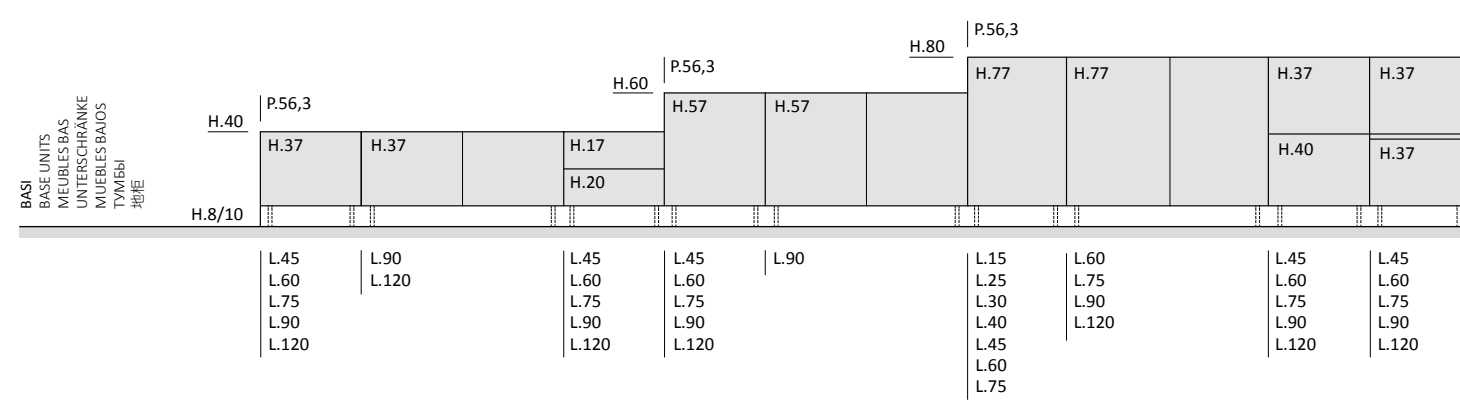 BASI
BASE UNITS
MEUBLES BAS
UNTERSCHRÄNKE
MUEBLES BAJOS
ТУМБЫ
地柜
H.8/10
H.40
P.56,3
H.37
H.37
H.17
H.20
H.60
P.56,3
H.57
H.57
H.80
P.56,3
H.77
H.77
H.37
H.40
H.37
H.37
L.45
L.60
L.75
L.90
L.120
L.90
L.120
L.45
L.60
L.75
L.90
L.120
L.45
L.60
L.75
L.90
L.120
L.90
L.15
L.25
L.30
L.40
L.45
L.60
L.75
L.60
L.75
L.90
L.120
L.45
L.60
L.75
L.90
L.120
L.45
L.60
L.75
L.90
L.120